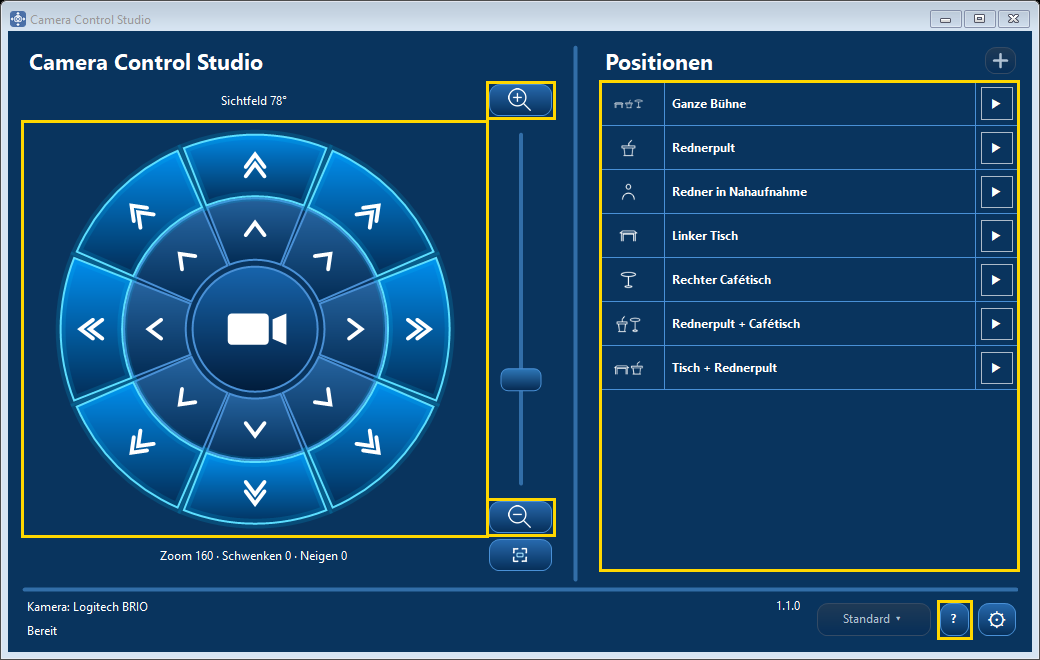 Camera Control Studio
Camera Control Studio
Sichtfeld 78°
Zoom 160 · Schwenken 0 · Neigen 0
Positionen
Ganze Bühne
Rednerpult
Redner in Nahaufnahme
Linker Tisch
Rechter Cafétisch
Rednerpult + Cafétisch
Tisch + Rednerpult
Kamera: Logitech BRIO
Bereit
1.1.0
Standard
?